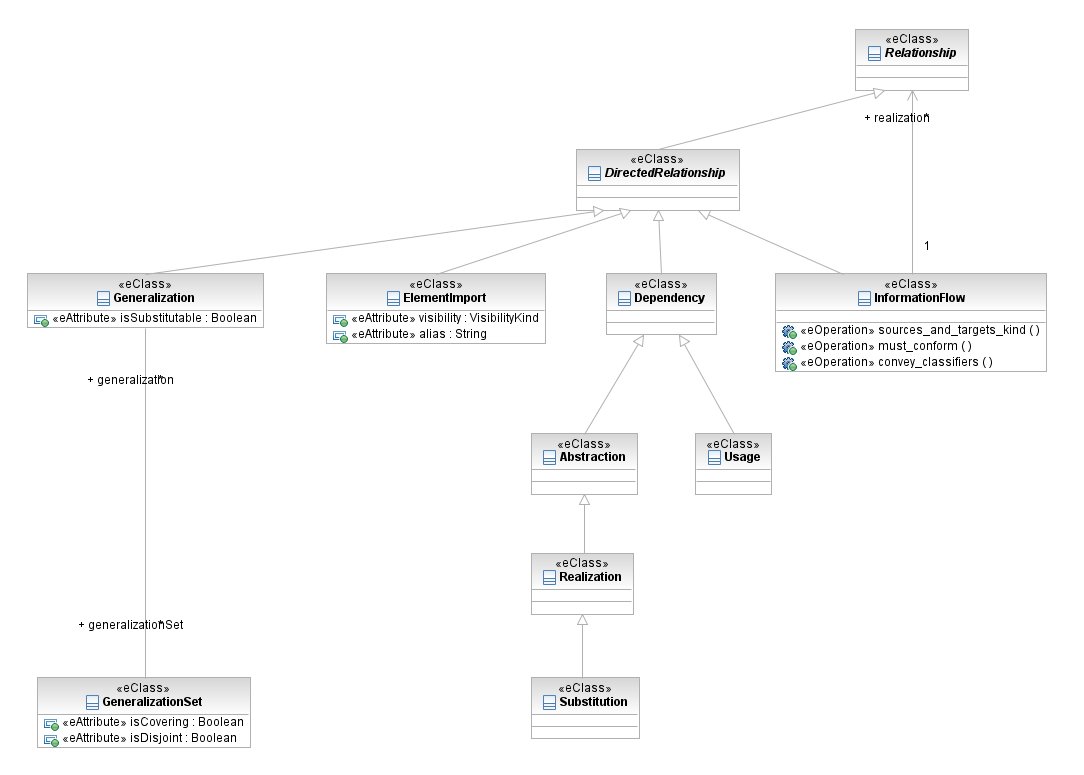 «eClass»
Relationship
+ realization
*
«eClass»
DirectedRelationship
1
«eClass»
Generalization
«eAttribute» isSubstitutable : Boolean
«eClass»
ElementImport
«eAttribute» visibility : VisibilityKind
«eAttribute» alias : String
«eClass»
Dependency
«eClass»
InformationFlow
«eOperation» sources_and_targets_kind ( )
«eOperation» must_conform ( )
«eOperation» convey_classifiers ( )
+ generalization
*
«eClass»
Abstraction
«eClass»
Usage
«eClass»
Realization
+ generalizationSet
*
«eClass»
GeneralizationSet
«eAttribute» isCovering : Boolean
«eAttribute» isDisjoint : Boolean
«eClass»
Substitution